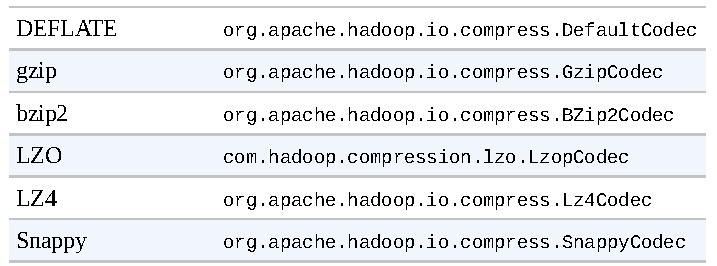 DEFLATE org.apache.hadoop.io.compress.DefaultCodec
gzip org.apache.hadoop.io.compress.GzipCodec
bzip2 org.apache.hadoop.io.compress.BZip2Codec
LZO com.hadoop.compression.lzo.LzopCodec
LZ4 org.apache.hadoop.io.compress.Lz4Codec
Snappy org.apache.hadoop.io.compress.SnappyCodec